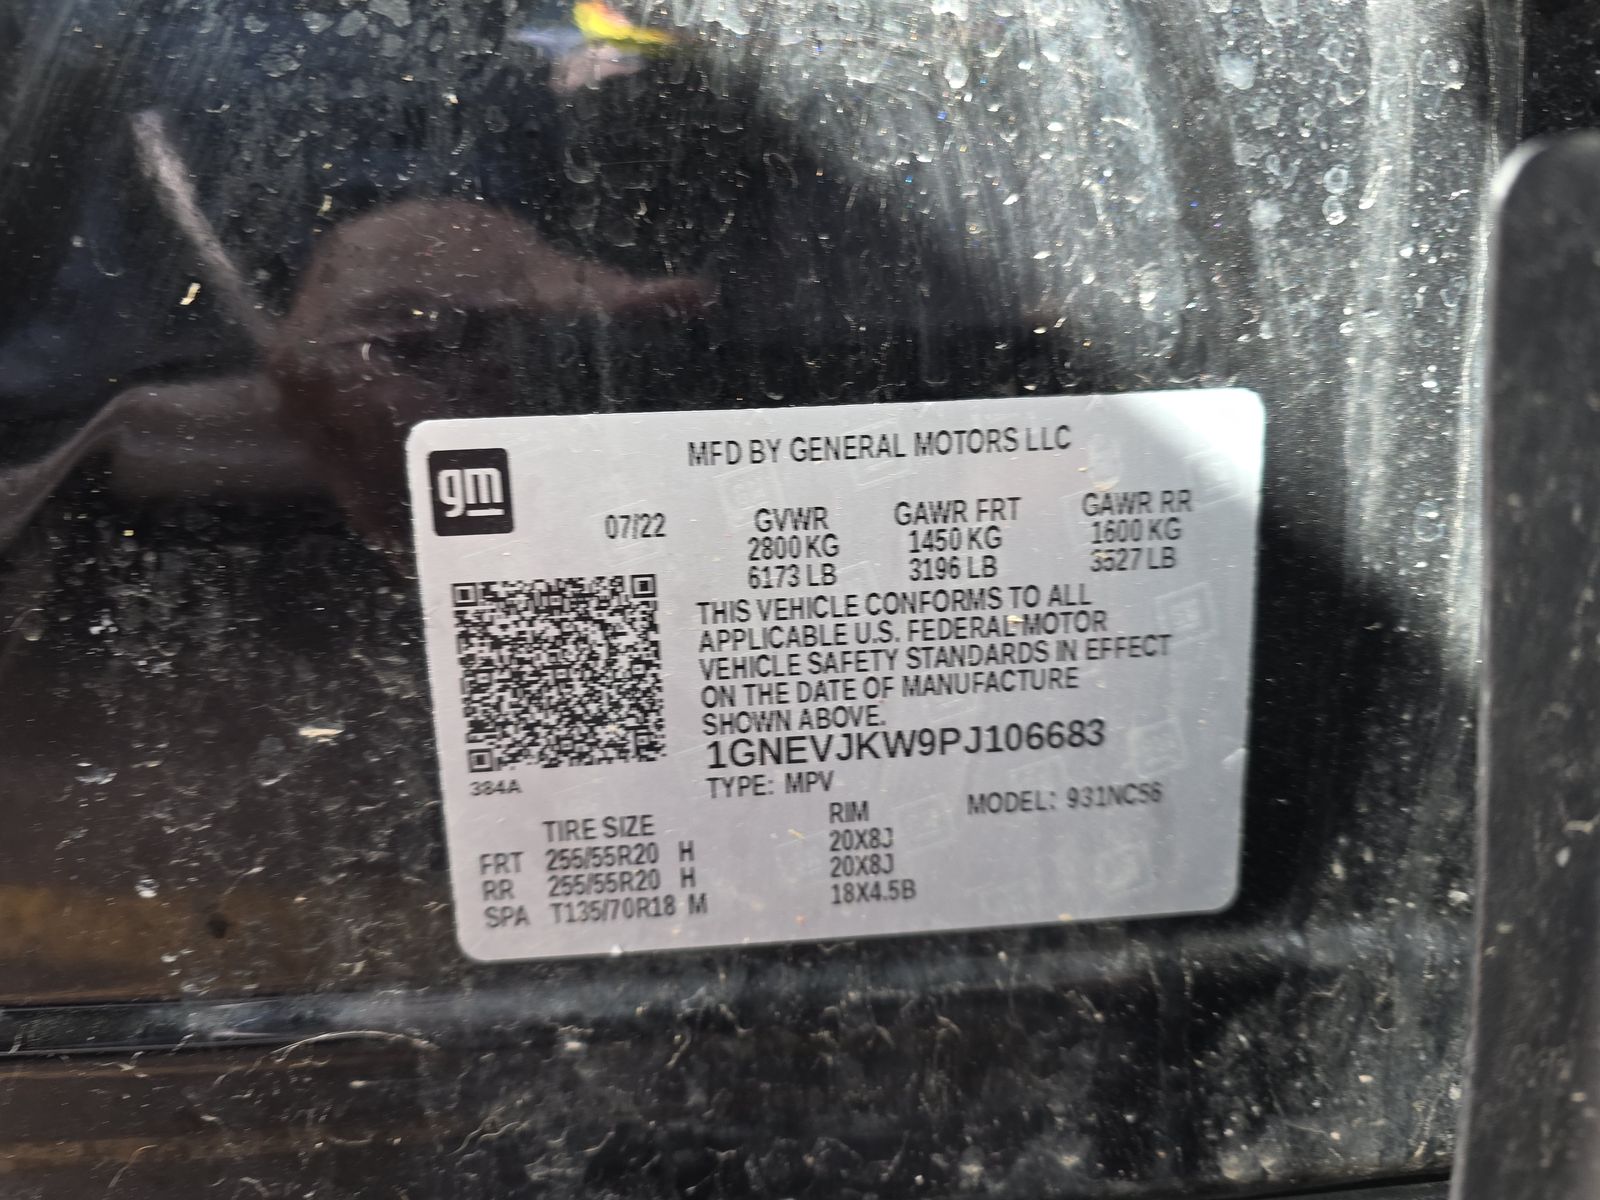 gm
MFD BY GENERAL MOTORS LLC
07/22 GVWR GAWR FRT GAWR RR
2800 KG 1450 KG 1600 KG
6173 LB 3196 LB 3527 LB
THIS VEHICLE CONFORMS TO ALL
APPLICABLE U.S. FEDERAL MOTOR
VEHICLE SAFETY STANDARDS IN EFFECT
ON THE DATE OF MANUFACTURE
SHOWN ABOVE.
1GNEVJKW9PJ106683
384A
TYPE: MPV
MODEL: 931NC56
TIRE SIZE RIM
FRT 255/55R20 H 20X8J
RR 255/55R20 H 20X8J
SPA T135/70R18 M 18X4.5B